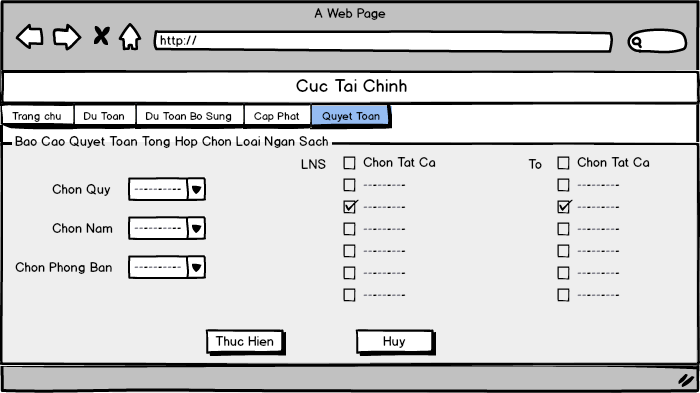 A Web Page
http://
Cuc Tai Chinh
Trang chu Du Toan Du Toan Bo Sung Cap Phat Quyet Toan
Bao Cao Quyet Toan Tong Hop Chon Loai Ngan Sach
LNS Chon Tat Ca To Chon Tat Ca
Chon Quy
Chon Nam
Chon Phong Ban
Thuc Hien Huy